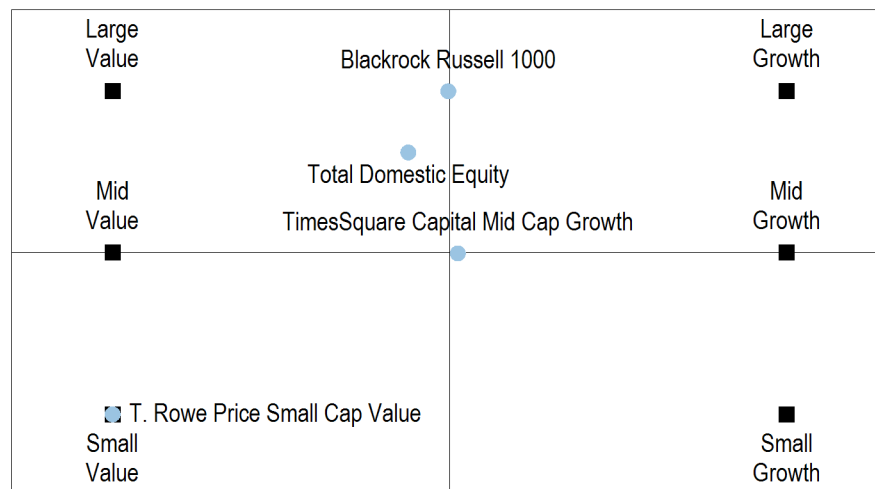 Large
Value
Large
Growth
Blackrock Russell 1000
Total Domestic Equity
Mid
Value
Mid
Growth
TimesSquare Capital Mid Cap Growth
T. Rowe Price Small Cap Value
Small
Value
Small
Growth